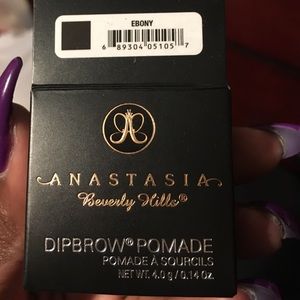 EBONY
6 89304 05105 7
ANASTASIA
Beverly Hills®
DIPBROW® POMADE
POMADE À SOURCILS
NET WT. 4.0 g / 0.14 Oz.